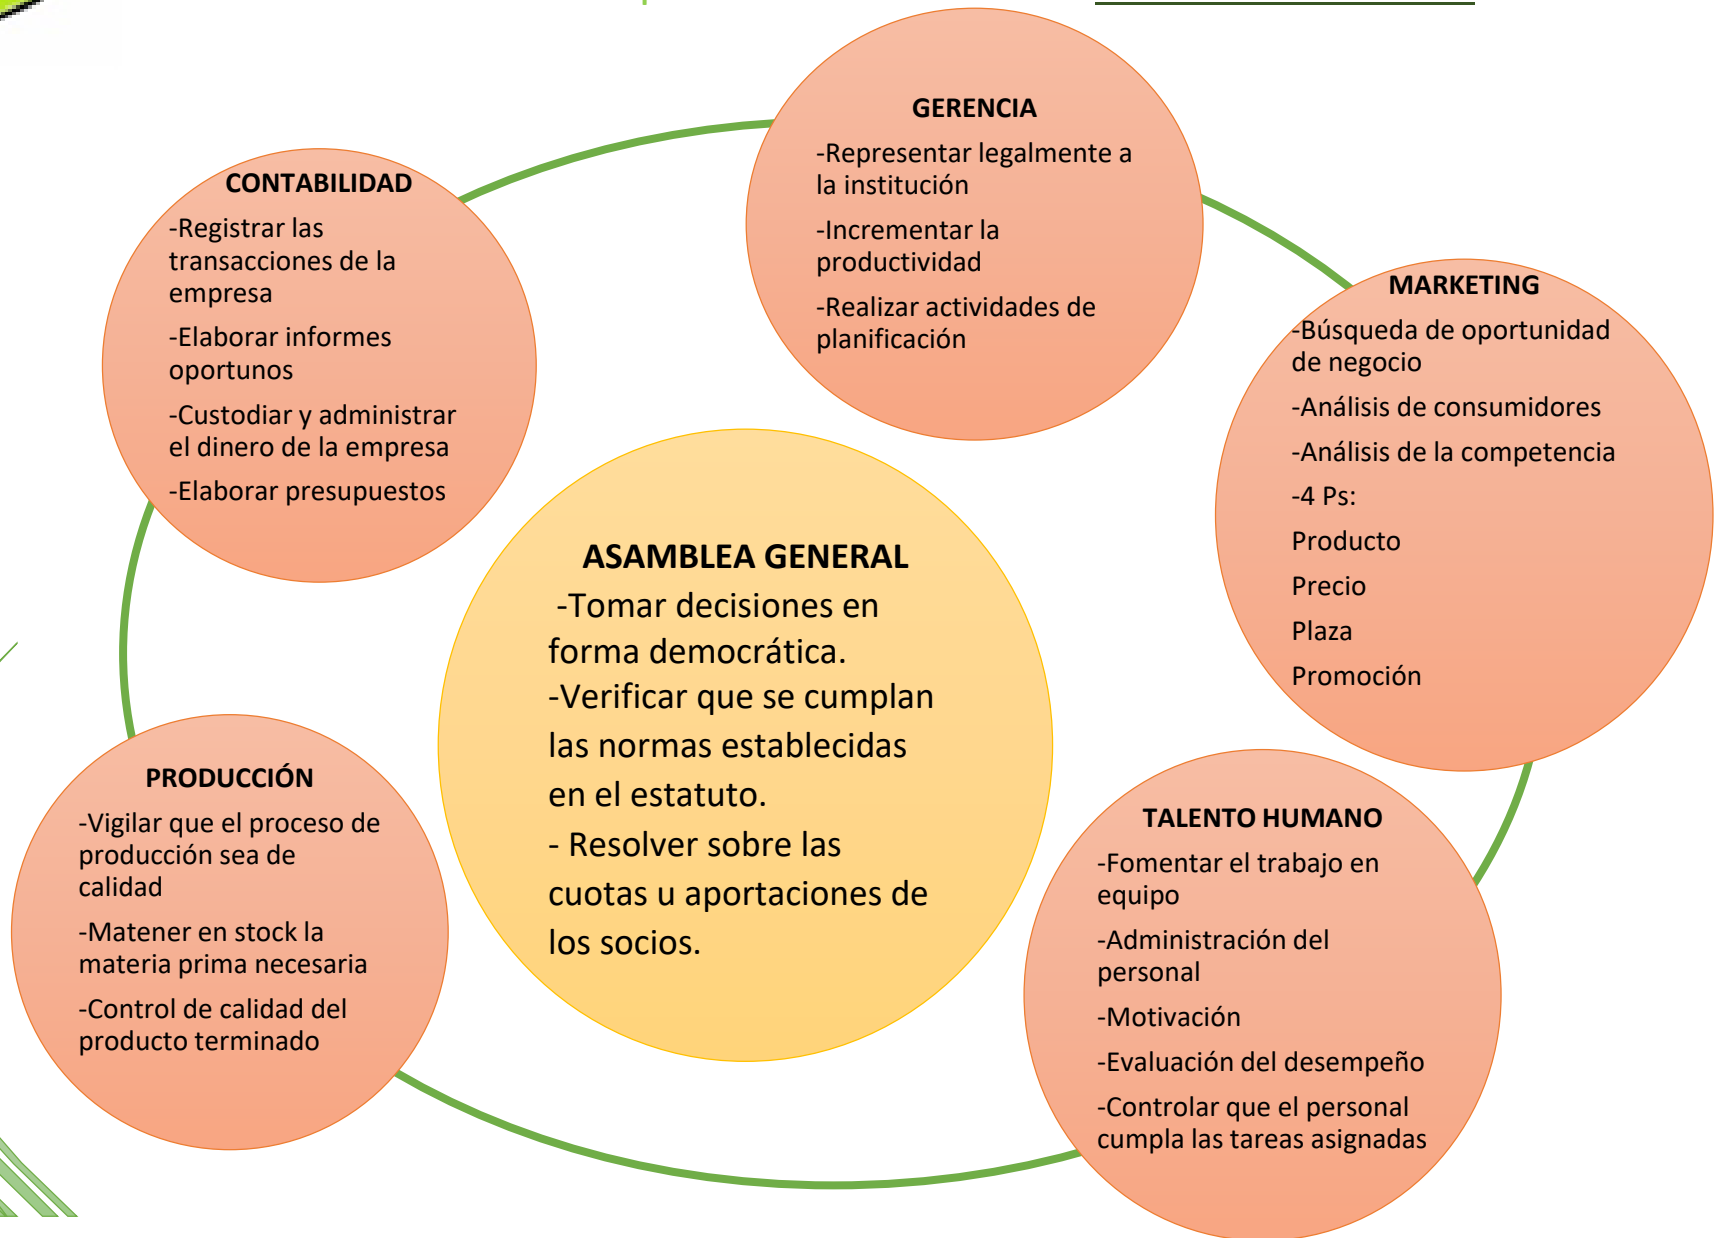 GERENCIA
-Representar legalmente a
la institución
-Incrementar la
productividad
-Realizar actividades de
planificación
CONTABILIDAD
-Registrar las
transacciones de la
empresa
-Elaborar informes
oportunos
-Custodiar y administrar
el dinero de la empresa
-Elaborar presupuestos
MARKETING
-Búsqueda de oportunidad
de negocio
-Análisis de consumidores
-Análisis de la competencia
-4 Ps:
Producto
Precio
Plaza
Promoción
ASAMBLEA GENERAL
-Tomar decisiones en
forma democrática.
-Verificar que se cumplan
las normas establecidas
en el estatuto.
- Resolver sobre las
cuotas u aportaciones de
los socios.
PRODUCCIÓN
-Vigilar que el proceso de
producción sea de
calidad
-Matener en stock la
materia prima necesaria
-Control de calidad del
producto terminado
TALENTO HUMANO
-Fomentar el trabajo en
equipo
-Administración del
personal
-Motivación
-Evaluación del desempeño
-Controlar que el personal
cumpla las tareas asignadas